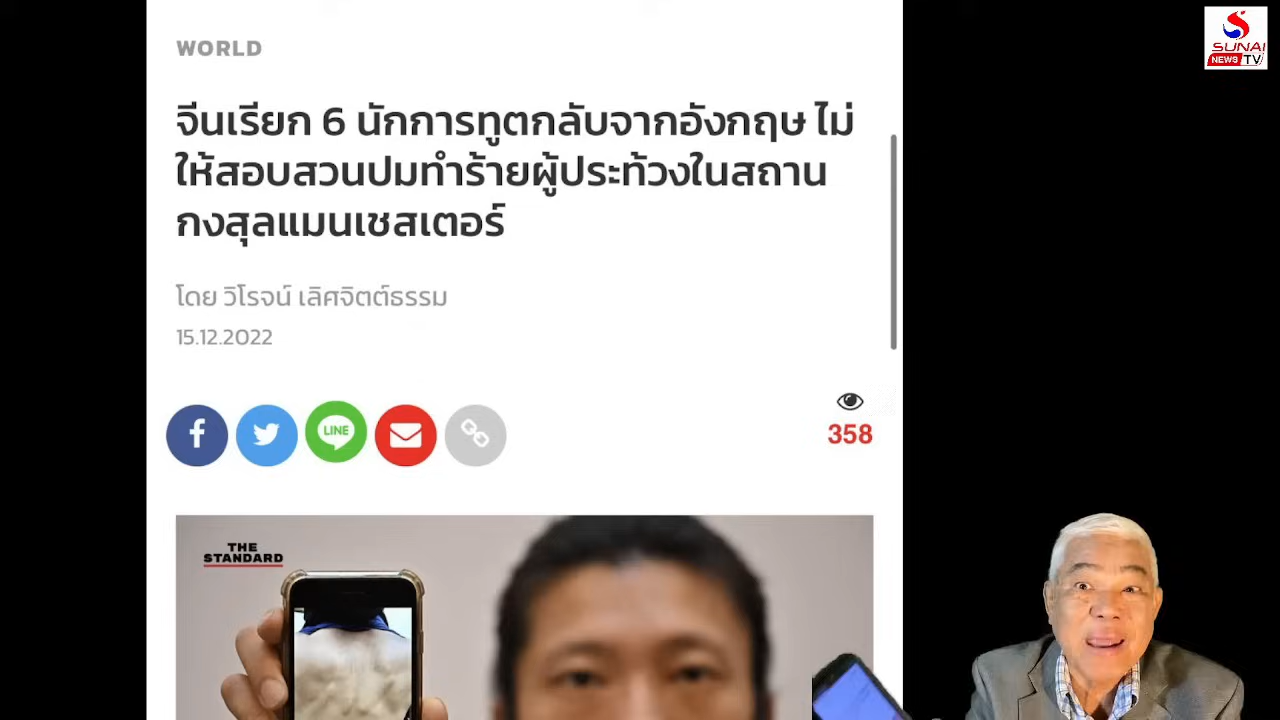 WORLD
จีนเรียก 6 นักการทูตกลับจากอังกฤษ ไม่
ให้สอบสวนปมทำร้ายผู้ประท้วงในสถาน
กงสุลแมนเชสเตอร์
โดย วิโรจน์ เลิศจิตต์ธรรม
15.12.2022
LINE
358
THE
STANDARD
SUNAI
NEWS TV